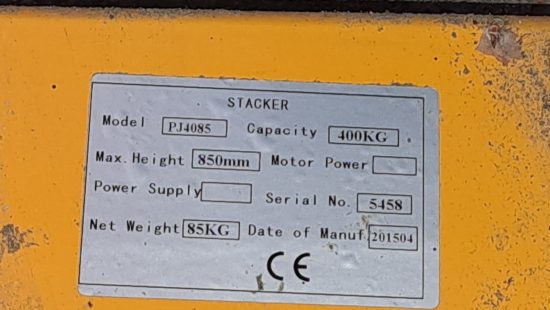 STACKER
Model PJ4085 Capacity 400KG
Max. Height 850mm Motor Power
Power Supply Serial No. 5458
Net Weight 85KG Date of Manuf. 201504
CE